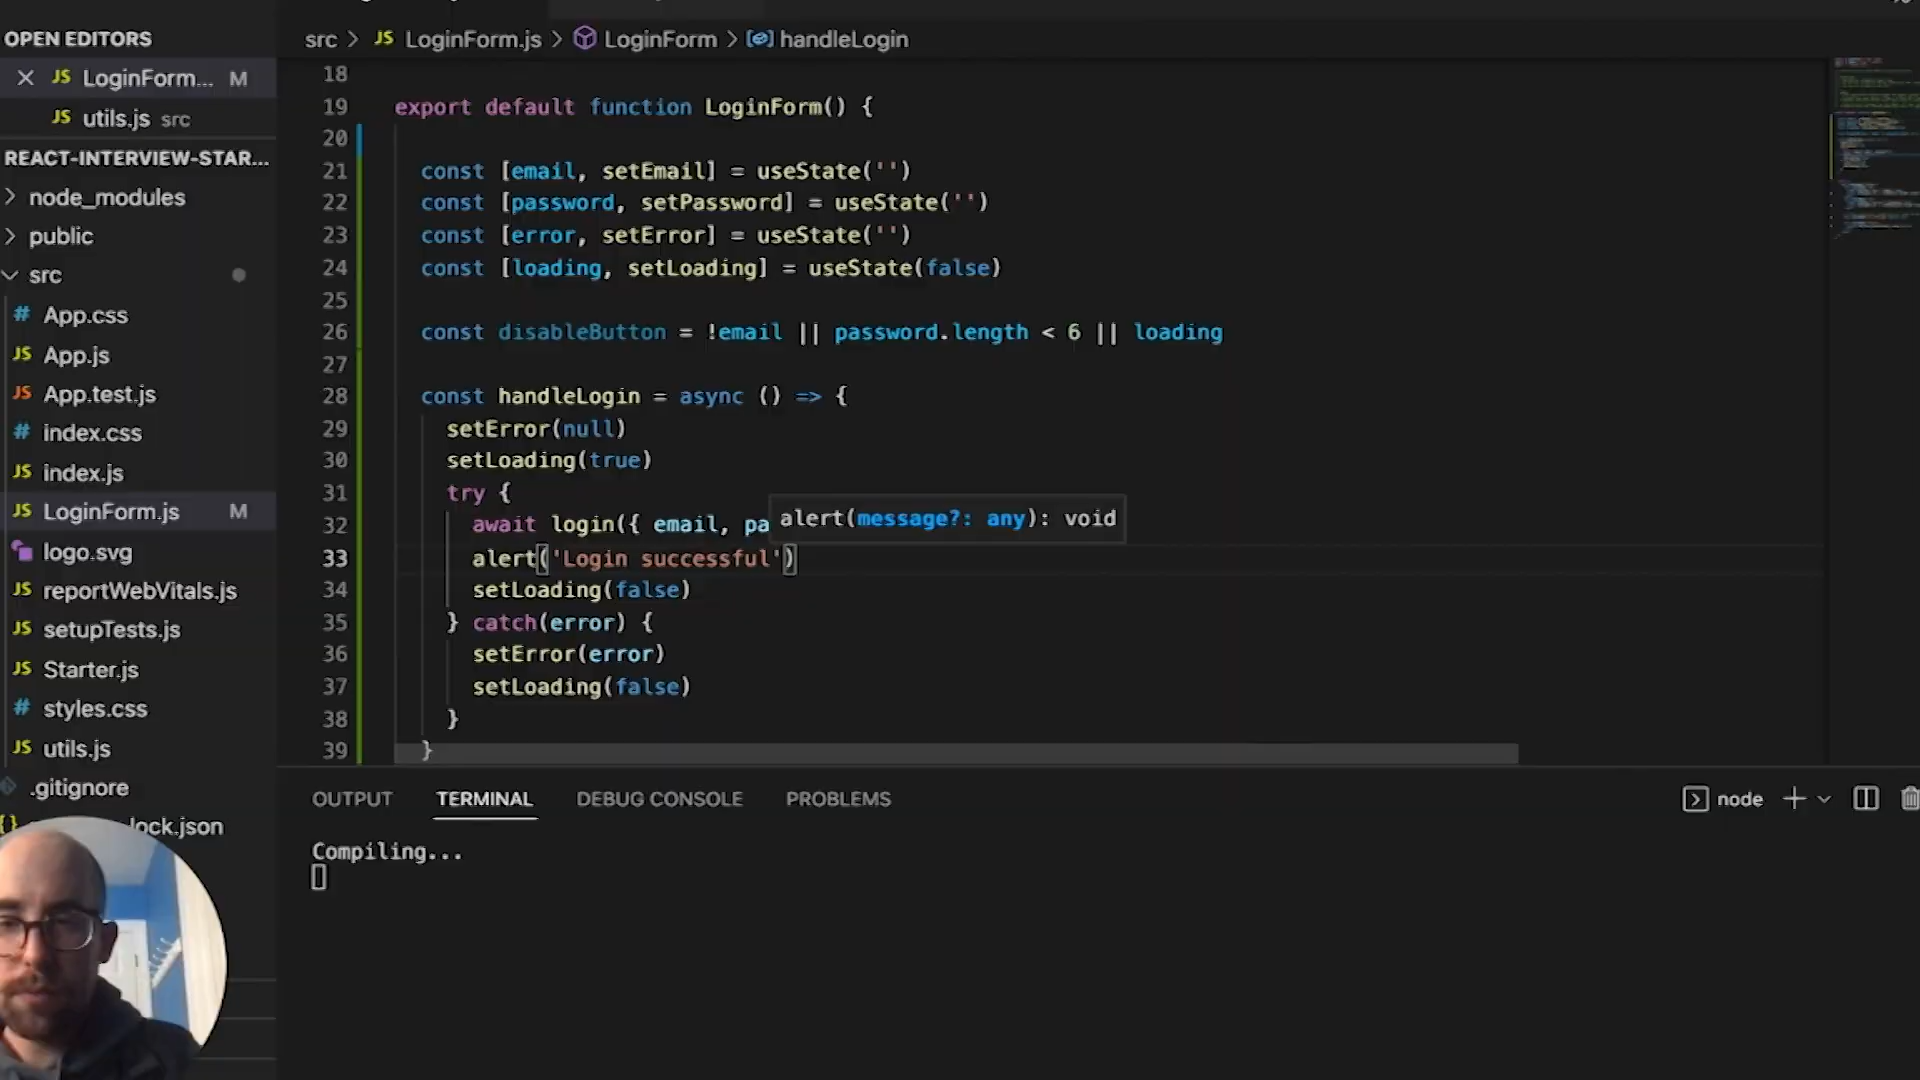 OPEN EDITORS
JS LoginForm... M
JS utils.js src
REACT-INTERVIEW-STAR...
node_modules
public
src
# App.css
JS App.js
JS App.test.js
# index.css
JS index.js
JS LoginForm.js M
logo.svg
JS reportWebVitals.js
JS setupTests.js
JS Starter.js
# styles.css
JS utils.js
.gitignore
lock.json
src > JS LoginForm.js > LoginForm > handleLogin
18
19 export default function LoginForm() {
20
21 const [email, setEmail] = useState('')
22 const [password, setPassword] = useState('')
23 const [error, setError] = useState('')
24 const [loading, setLoading] = useState(false)
25
26 const disableButton = !email || password.length < 6 || loading
27
28 const handleLogin = async () => {
29 setError(null)
30 setLoading(true)
31 try {
32 await login({ email, pa
alert(message?: any): void
33 alert('Login successful')
34 setLoading(false)
35 } catch(error) {
36 setError(error)
37 setLoading(false)
38 }
39 }
OUTPUT TERMINAL DEBUG CONSOLE PROBLEMS
node
Compiling...